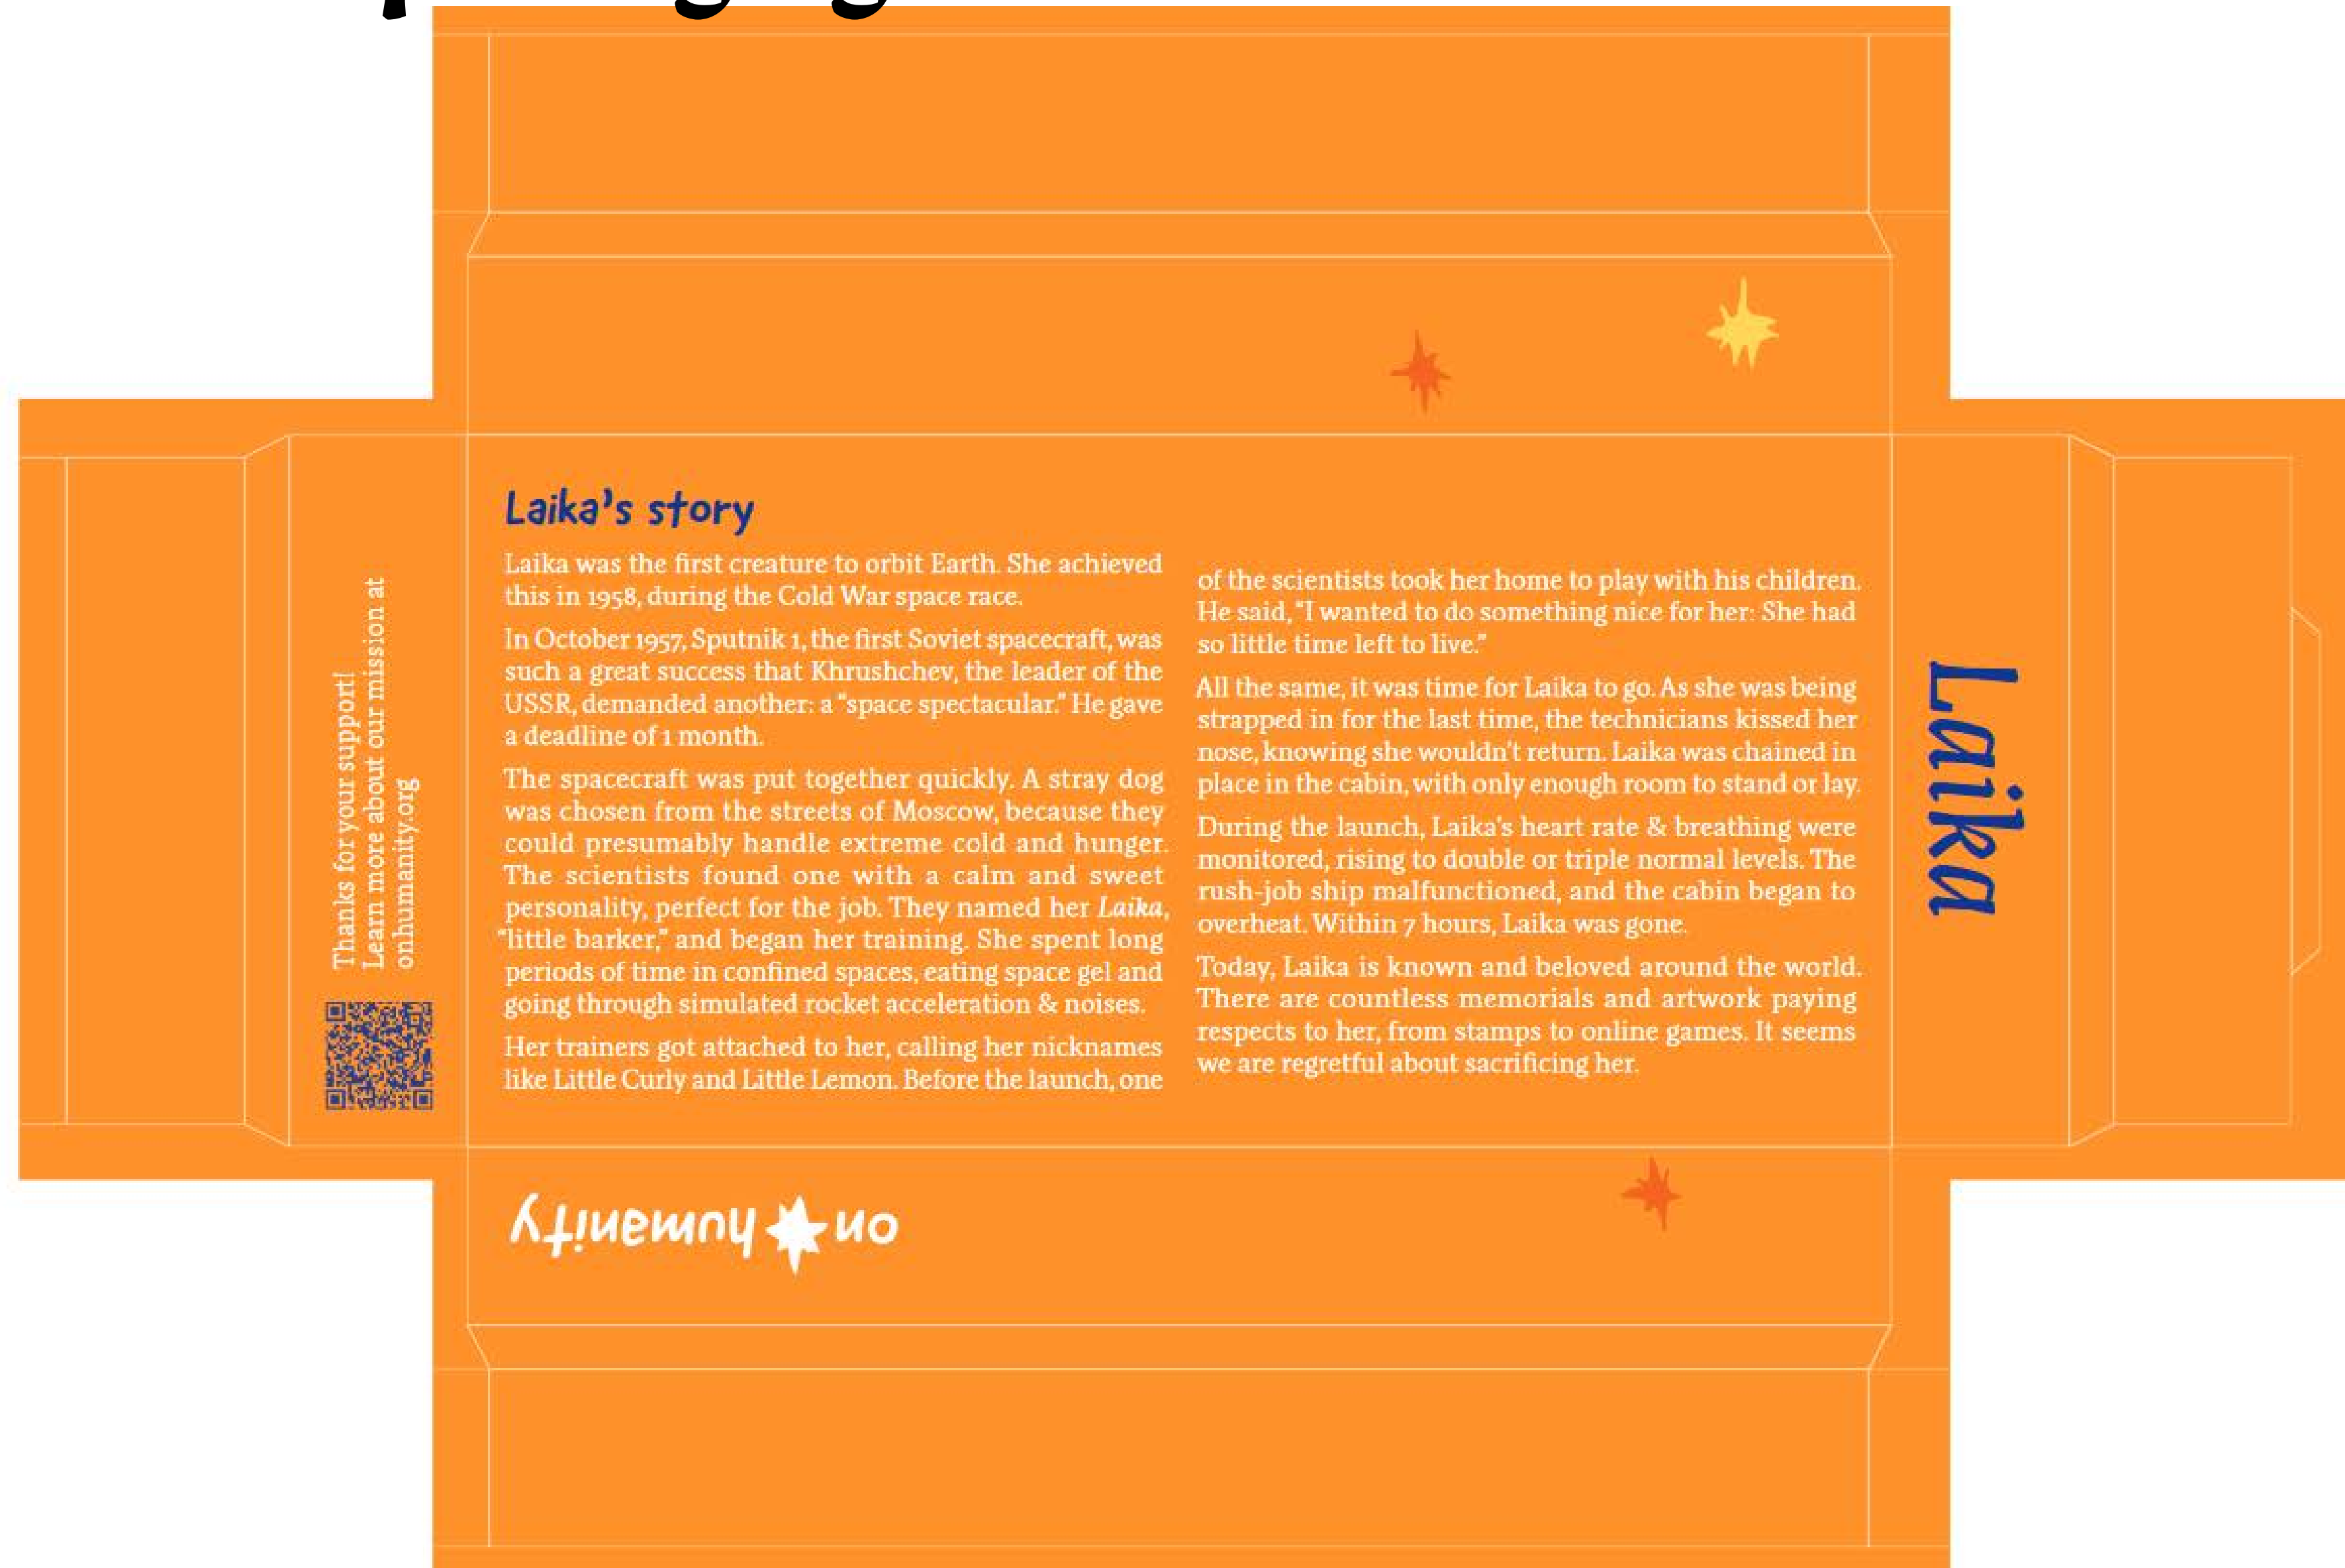 Laika's story
Laika was the first creature to orbit Earth. She achieved
this in 1958, during the Cold War space race.
In October 1957, Sputnik 1, the first Soviet spacecraft, was
such a great success that Khrushchev, the leader of the
USSR, demanded another: a “space spectacular.” He gave
a deadline of 1 month.
The spacecraft was put together quickly. A stray dog
was chosen from the streets of Moscow, because they
could presumably handle extreme cold and hunger.
The scientists found one with a calm and sweet
personality, perfect for the job. They named her Laika,
“little barker,” and began her training. She spent long
periods of time in confined spaces, eating space gel and
going through simulated rocket acceleration & noises.
Her trainers got attached to her, calling her nicknames
like Little Curly and Little Lemon. Before the launch, one
of the scientists took her home to play with his children.
He said, “I wanted to do something nice for her: She had
so little time left to live.”
All the same, it was time for Laika to go. As she was being
strapped in for the last time, the technicians kissed her
nose, knowing she wouldn't return. Laika was chained in
place in the cabin, with only enough room to stand or lay.
During the launch, Laika's heart rate & breathing were
monitored, rising to double or triple normal levels. The
rush-job ship malfunctioned, and the cabin began to
overheat. Within 7 hours, Laika was gone.
Today, Laika is known and beloved around the world.
There are countless memorials and artwork paying
respects to her, from stamps to online games. It seems
we are regretful about sacrificing her.
Thanks for your support!
Learn more about our mission at
onhumanity.org
Laika
on humanity